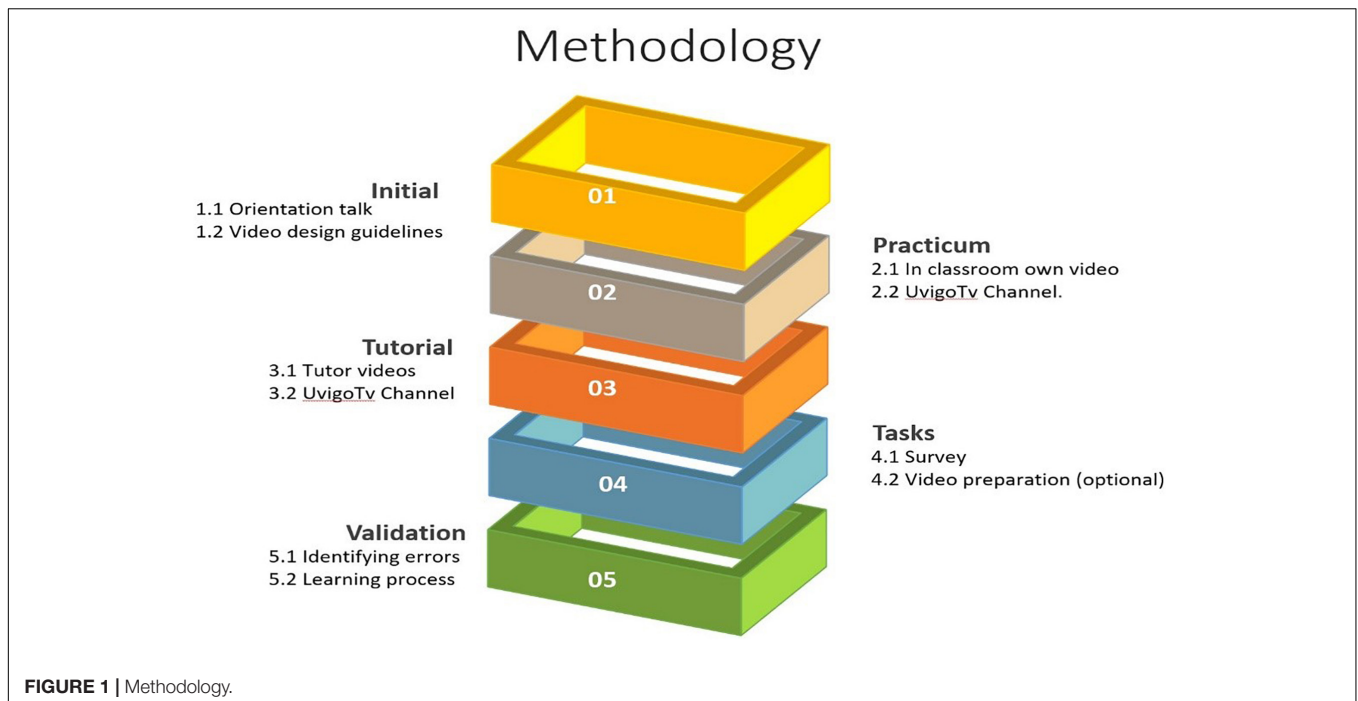 Methodology
01
Initial
1.1 Orientation talk
1.2 Video design guidelines
02
Practicum
2.1 In classroom own video
2.2 UvigoTv Channel.
03
Tutorial
3.1 Tutor videos
3.2 UvigoTv Channel
04
Tasks
4.1 Survey
4.2 Video preparation (optional)
05
Validation
5.1 Identifying errors
5.2 Learning process
FIGURE 1 | Methodology.